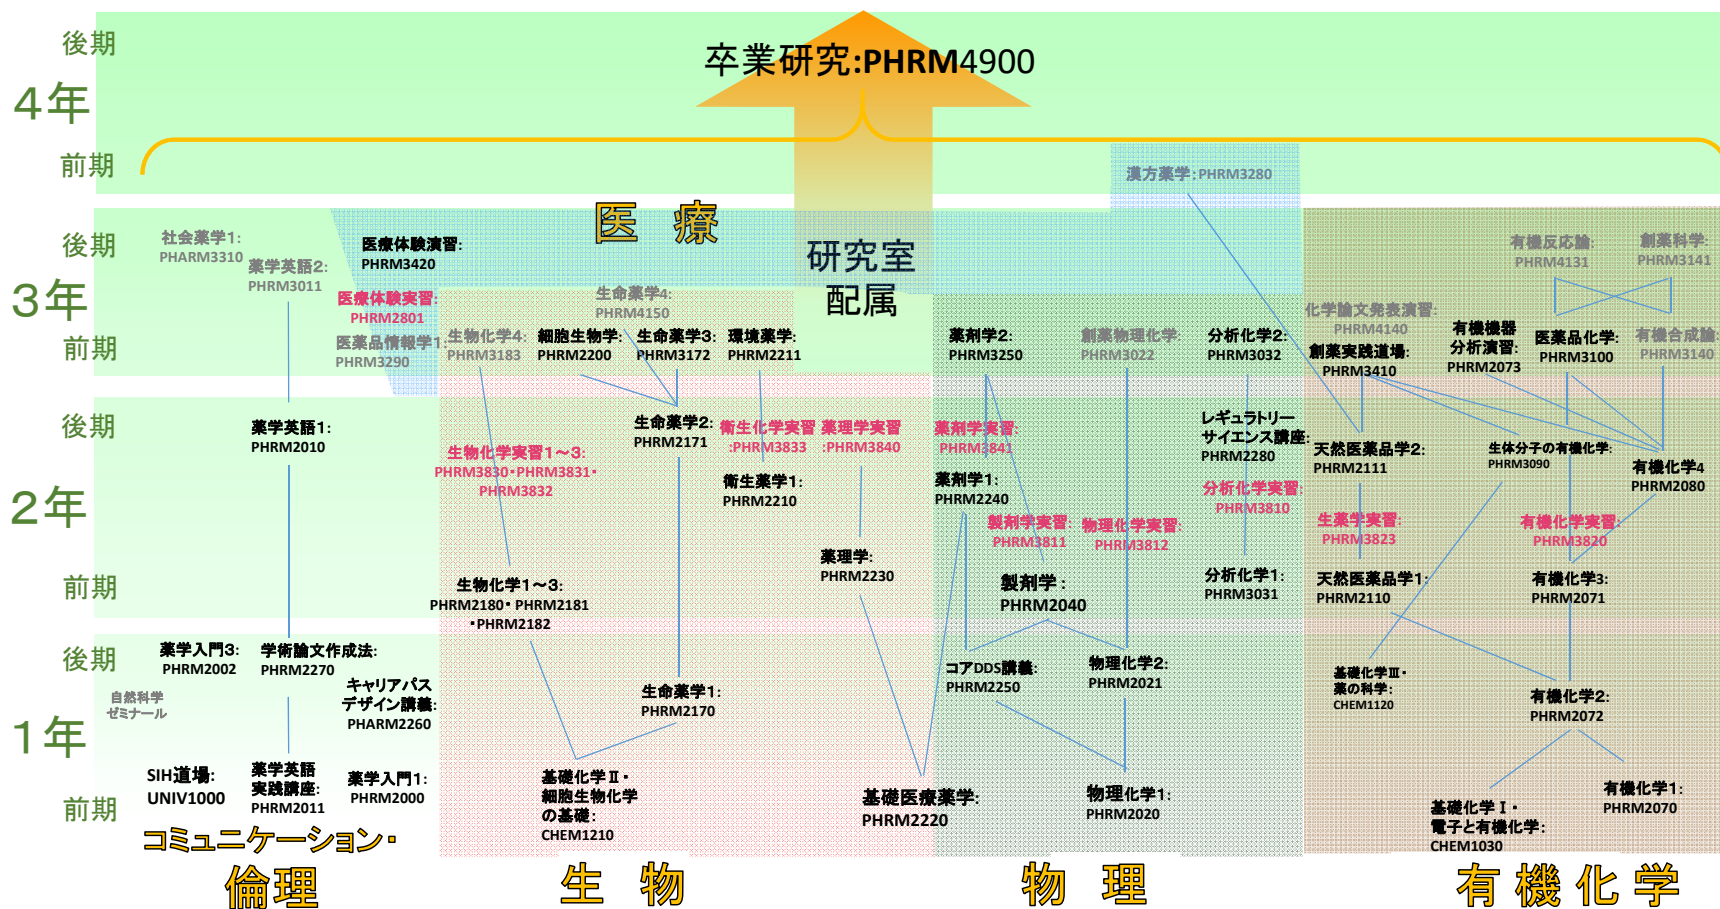 後期
卒業研究:PHRM4900
4年
前期
漢方薬学:PHRM3280
医　療
後期
社会薬学1:
PHARM3310
薬学英語2:
PHRM3011
医療体験演習:
PHRM3420
研究室
配属
有機反応論:
PHRM4131
創薬科学:
PHRM3141
3年
医療体験実習:
PHRM2801
生命薬学4:
PHRM4150
化学論文発表演習:
PHRM4140
前期
医薬品情報学1:
PHRM3290
生物化学4:
PHRM3183
細胞生物学:
PHRM2200
生命薬学3:
PHRM3172
環境薬学:
PHRM2211
薬剤学2:
PHRM3250
創薬物理化学:
PHRM3022
分析化学2:
PHRM3032
創薬実践道場:
PHRM3410
有機機器
分析演習:
PHRM2073
医薬品化学:
PHRM3100
有機合成論:
PHRM3140
後期
薬学英語1:
PHRM2010
生命薬学2:
PHRM2171
衛生化学実習
:PHRM3833
薬理学実習
:PHRM3840
薬剤学実習:
PHRM3841
レギュラトリー
サイエンス講座:
PHRM2280
天然医薬品学2:
PHRM2111
生体分子の有機化学:
PHRM3090
有機化学4
PHRM2080
生物化学実習1～3:
PHRM3830・PHRM3831・
PHRM3832
衛生薬学1:
PHRM2210
薬剤学1:
PHRM2240
分析化学実習:
PHRM3810
2年
製剤学実習:
PHRM3811
物理化学実習:
PHRM3812
生薬学実習:
PHRM3823
有機化学実習:
PHRM3820
薬理学:
PHRM2230
前期
生物化学1～3:
PHRM2180・PHRM2181
・PHRM2182
製剤学:
PHRM2040
分析化学1:
PHRM3031
天然医薬品学1:
PHRM2110
有機化学3:
PHRM2071
後期
薬学入門3:
PHRM2002
学術論文作成法:
PHRM2270
コアDDS講義:
PHRM2250
物理化学2:
PHRM2021
基礎化学Ⅲ・
薬の科学:
CHEM1120
自然科学
ゼミナール
キャリアパス
デザイン講義:
PHARM2260
生命薬学1:
PHRM2170
有機化学2:
PHRM2072
1年
前期
SIH道場:
UNIV1000
薬学英語
実践講座:
PHRM2011
薬学入門1:
PHRM2000
基礎化学Ⅱ・
細胞生物化学
の基礎:
CHEM1210
基礎医療薬学:
PHRM2220
物理化学1:
PHRM2020
基礎化学Ⅰ・
電子と有機化学:
CHEM1030
有機化学1:
PHRM2070
コミュニケーション・
倫理
生　物
物　理
有機化学